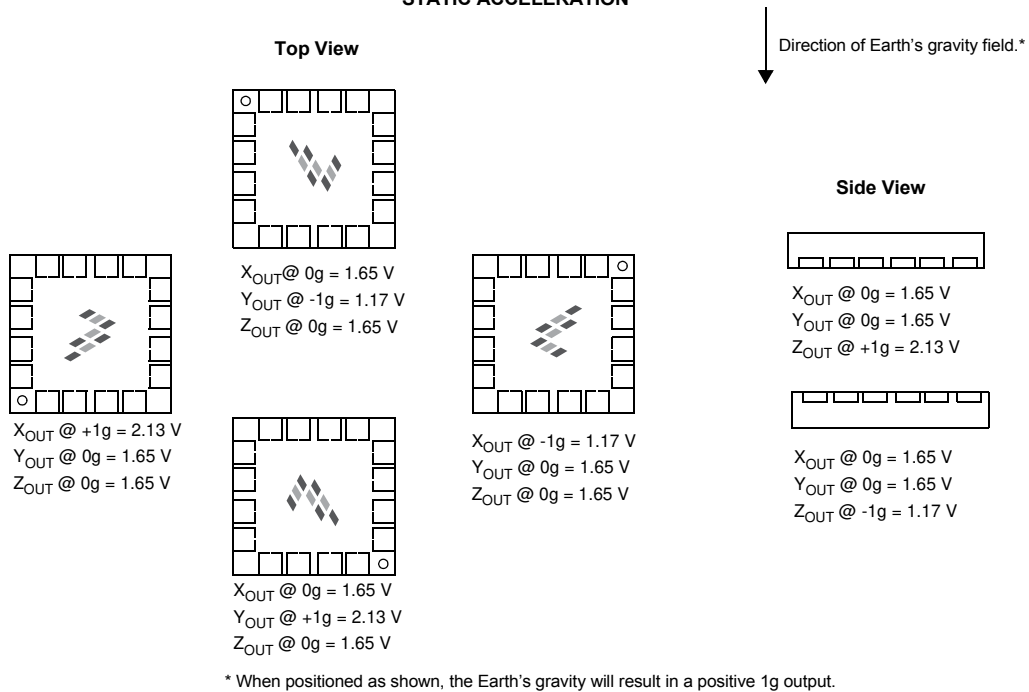 STATIC ACCELERATION
Direction of Earth's gravity field.*
Top View
X_OUT@ 0g = 1.65 V
Y_OUT @ -1g = 1.17 V
Z_OUT @ 0g = 1.65 V
X_OUT @ +1g = 2.13 V
Y_OUT @ 0g = 1.65 V
Z_OUT @ 0g = 1.65 V
X_OUT @ -1g = 1.17 V
Y_OUT @ 0g = 1.65 V
Z_OUT @ 0g = 1.65 V
X_OUT @ 0g = 1.65 V
Y_OUT @ +1g = 2.13 V
Z_OUT @ 0g = 1.65 V
Side View
X_OUT @ 0g = 1.65 V
Y_OUT @ 0g = 1.65 V
Z_OUT @ +1g = 2.13 V
X_OUT @ 0g = 1.65 V
Y_OUT @ 0g = 1.65 V
Z_OUT @ -1g = 1.17 V
* When positioned as shown, the Earth's gravity will result in a positive 1g output.